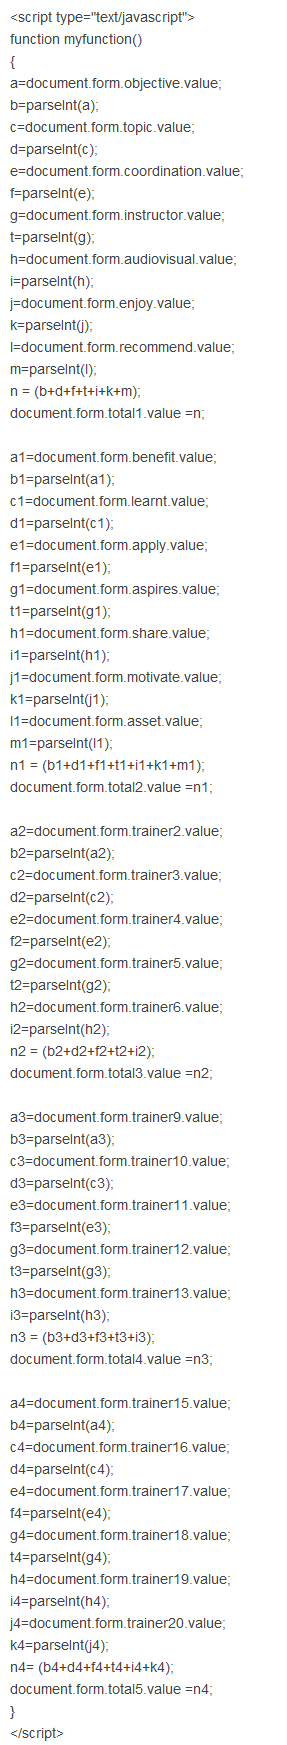 <script type="text/javascript">
function myfunction()
{
a=document.form.objective.value;
b=parseInt(a);
c=document.form.topic.value;
d=parseInt(c);
e=document.form.coordination.value;
f=parseInt(e);
g=document.form.instructor.value;
t=parseInt(g);
h=document.form.audiovisual.value;
i=parseInt(h);
j=document.form.enjoy.value;
k=parseInt(j);
l=document.form.recommend.value;
m=parseInt(l);
n = (b+d+f+t+i+k+m);
document.form.total1.value =n;

a1=document.form.benefit.value;
b1=parseInt(a1);
c1=document.form.learnt.value;
d1=parseInt(c1);
e1=document.form.apply.value;
f1=parseInt(e1);
g1=document.form.aspires.value;
t1=parseInt(g1);
h1=document.form.share.value;
i1=parseInt(h1);
j1=document.form.motivate.value;
k1=parseInt(j1);
l1=document.form.asset.value;
m1=parseInt(l1);
n1 = (b1+d1+f1+t1+i1+k1+m1);
document.form.total2.value =n1;

a2=document.form.trainer2.value;
b2=parseInt(a2);
c2=document.form.trainer3.value;
d2=parseInt(c2);
e2=document.form.trainer4.value;
f2=parseInt(e2);
g2=document.form.trainer5.value;
t2=parseInt(g2);
h2=document.form.trainer6.value;
i2=parseInt(h2);
n2 = (b2+d2+f2+t2+i2);
document.form.total3.value =n2;

a3=document.form.trainer9.value;
b3=parseInt(a3);
c3=document.form.trainer10.value;
d3=parseInt(c3);
e3=document.form.trainer11.value;
f3=parseInt(e3);
g3=document.form.trainer12.value;
t3=parseInt(g3);
h3=document.form.trainer13.value;
i3=parseInt(h3);
n3 = (b3+d3+f3+t3+i3);
document.form.total4.value =n3;

a4=document.form.trainer15.value;
b4=parseInt(a4);
c4=document.form.trainer16.value;
d4=parseInt(c4);
e4=document.form.trainer17.value;
f4=parseInt(e4);
g4=document.form.trainer18.value;
t4=parseInt(g4);
h4=document.form.trainer19.value;
i4=parseInt(h4);
j4=document.form.trainer20.value;
k4=parseInt(j4);
n4= (b4+d4+f4+t4+i4+k4);
document.form.total5.value =n4;
}
</script>